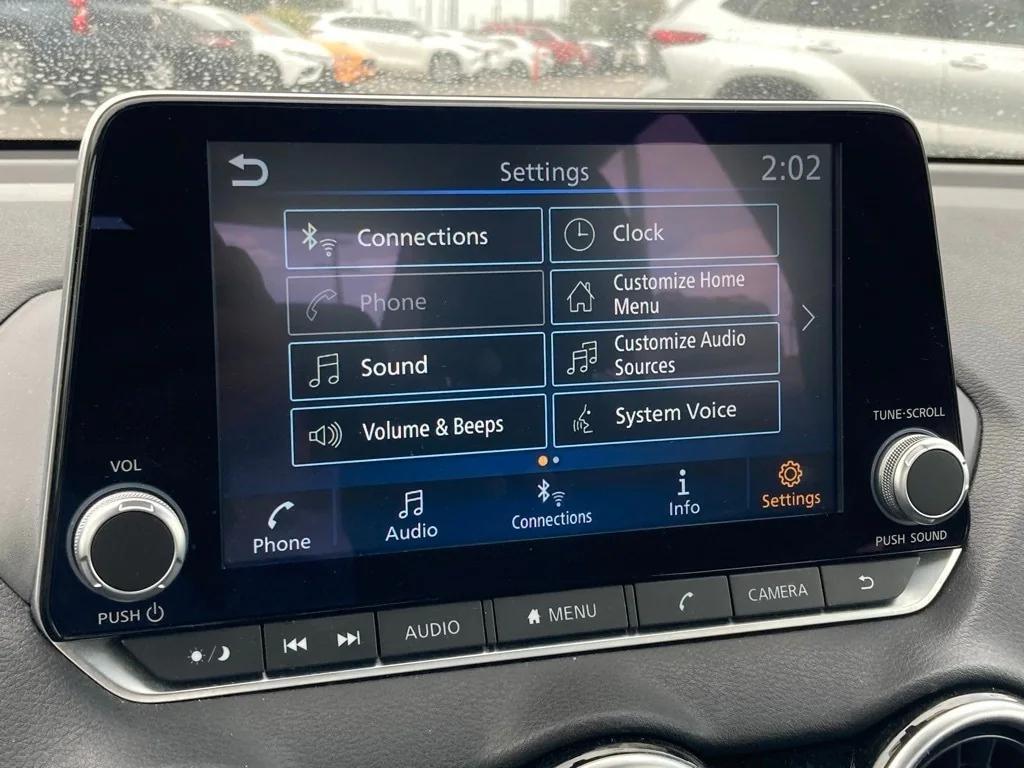 Settings
2:02
Connections
Clock
Phone
Customize Home
Menu
Sound
Customize Audio
Sources
Volume & Beeps
System Voice
Phone
Audio
Connections
Info
Settings
VOL
PUSH
TUNE·SCROLL
PUSH SOUND
AUDIO
MENU
CAMERA